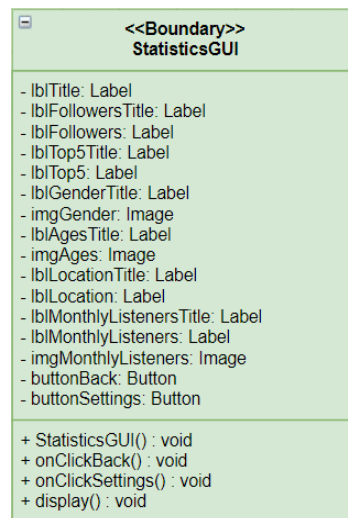 <<Boundary>>
StatisticsGUI
- lblTitle: Label
- lblFollowersTitle: Label
- lblFollowers: Label
- lblTop5Title: Label
- lblTop5: Label
- lblGenderTitle: Label
- imgGender: Image
- lblAgesTitle: Label
- imgAges: Image
- lblLocationTitle: Label
- lblLocation: Label
- lblMonthlyListenersTitle: Label
- lblMonthlyListeners: Label
- imgMonthlyListeners: Image
- buttonBack: Button
- buttonSettings: Button
+ StatisticsGUI() : void
+ onClickBack() : void
+ onClickSettings() : void
+ display() : void